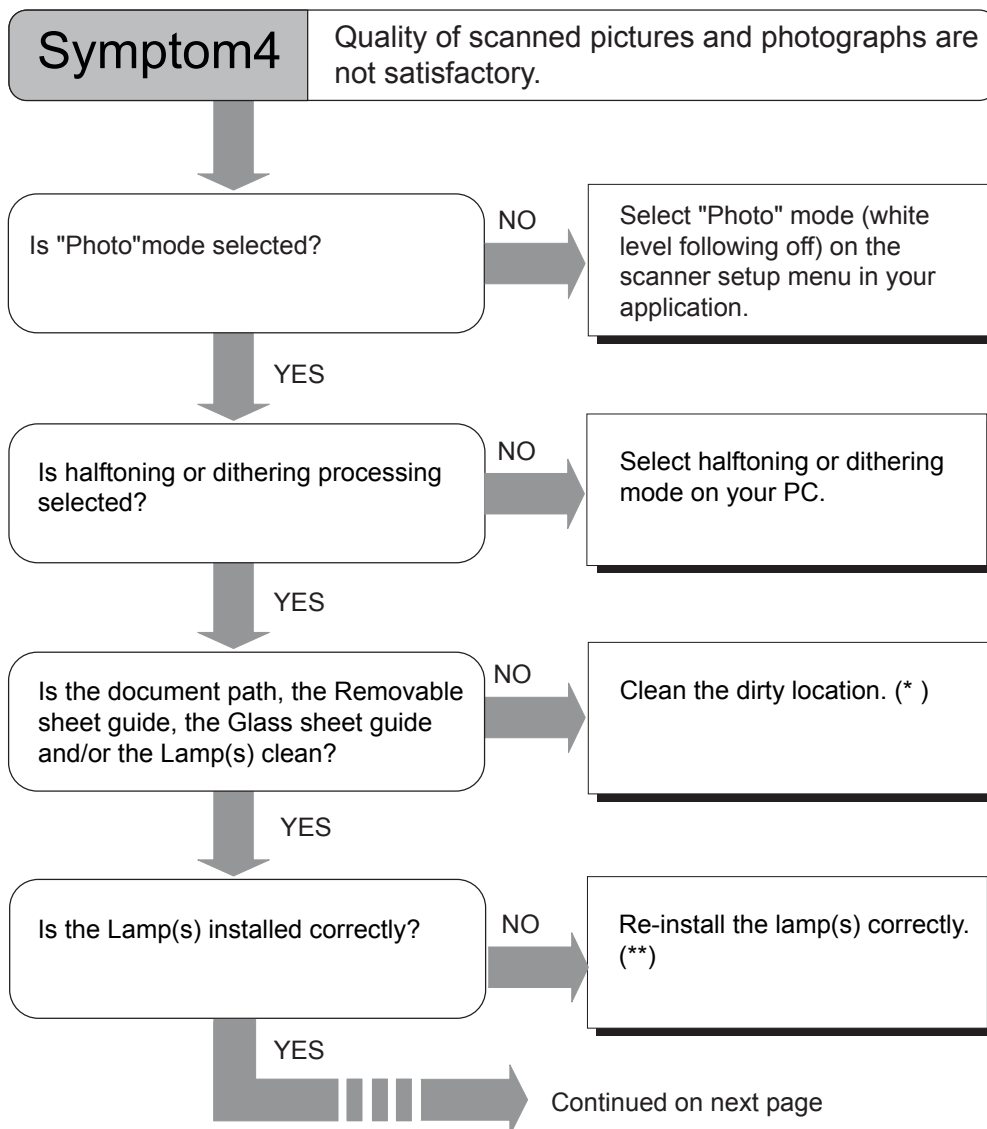 Symptom4
Quality of scanned pictures and photographs are
not satisfactory.
Is "Photo"mode selected?
NO
Select "Photo" mode (white
level following off) on the
scanner setup menu in your
application.
YES
Is halftoning or dithering processing
selected?
NO
Select halftoning or dithering
mode on your PC.
YES
Is the document path, the Removable
sheet guide, the Glass sheet guide
and/or the Lamp(s) clean?
NO
Clean the dirty location. (* )
YES
Is the Lamp(s) installed correctly?
NO
Re-install the lamp(s) correctly.
(**)
YES
Continued on next page